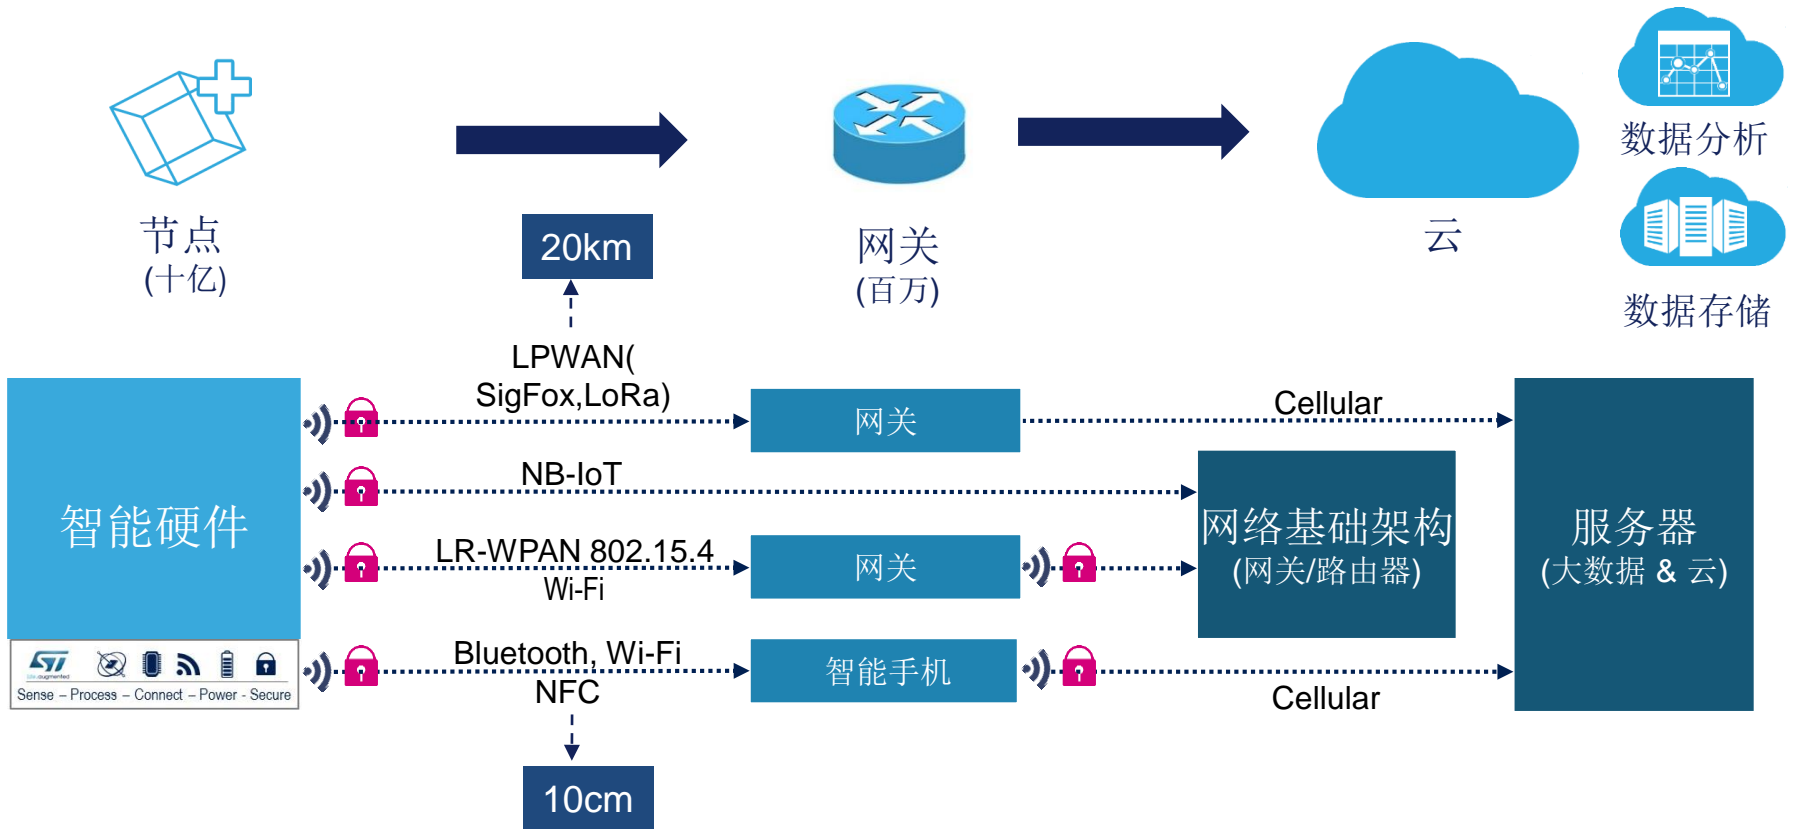 数据分析
节点
(十亿)
20km
网关
(百万)
云
数据存储
LPWAN(
SigFox,LoRa)
网关
Cellular
NB-IoT
智能硬件
网络基础架构
(网关/路由器)
服务器
(大数据 & 云)
LR-WPAN 802.15.4
Wi-Fi
网关
Bluetooth, Wi-Fi
NFC
智能手机
Cellular
ST
life.augmented
Sense – Process – Connect – Power - Secure
10cm